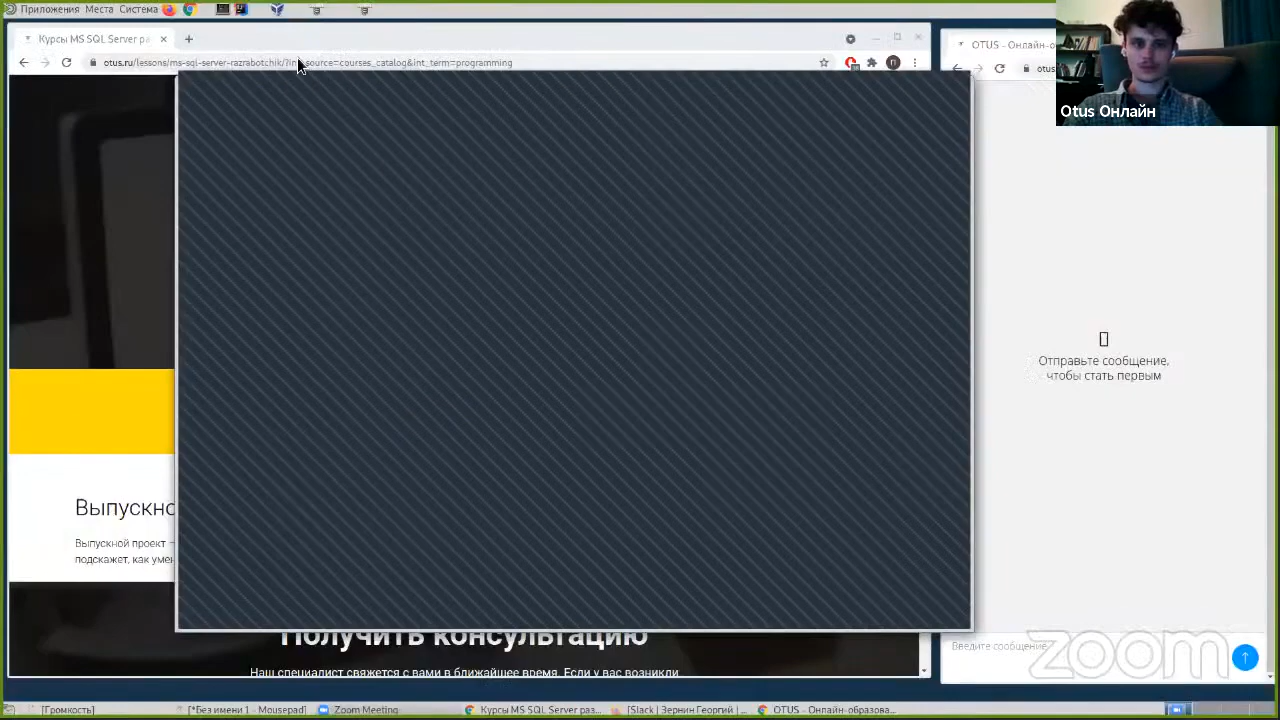 Приложения Места Система
Курсы MS SQL Server ра
OTUS - Онлайн-о
otus.ru/lessons/ms-sql-server-razrabotchik/?int_source=courses_catalog&int_term=programming
otus
П
Otus Онлайн
Отправьте сообщение,
чтобы стать первым
Выпускно
Выпускной проект –
подскажет, как умен
Получить консультацию
Наш специалист свяжется с вами в ближайшее время. Если у вас возникли
Введите сообщение
zoom
[Громкость]
[*Без имени 1 - Mousepad]
Zoom Meeting
Курсы MS SQL Server раз...
[Slack | Зернин Георгий | ...
OTUS - Онлайн-образова...